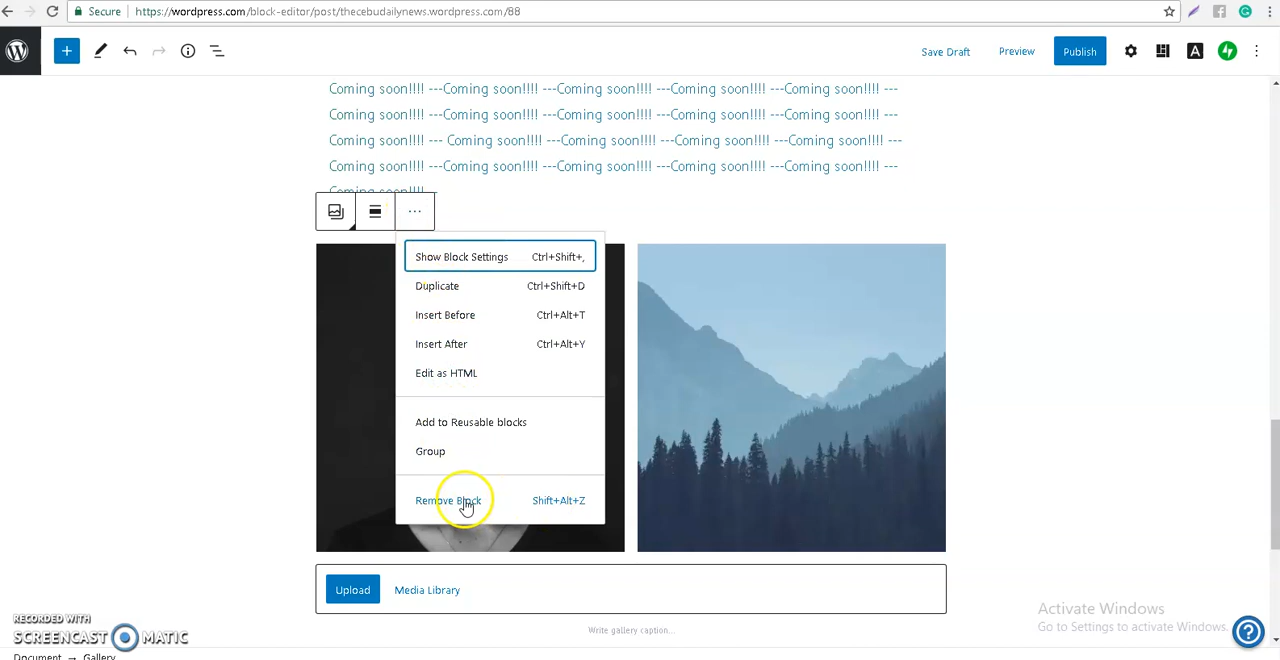 Secure
https://wordpress.com/block-editor/post/thecebudailynews.wordpress.com/88
Save Draft Preview Publish
Coming soon!!!! ---Coming soon!!!! ---Coming soon!!!! ---Coming soon!!!! ---Coming soon!!!! ---
Coming soon!!!! ---Coming soon!!!! ---Coming soon!!!! ---Coming soon!!!! ---Coming soon!!!! ---
Coming soon!!!! --- Coming soon!!!! ---Coming soon!!!! ---Coming soon!!!! ---Coming soon!!!! ---
Coming soon!!!! ---Coming soon!!!! ---Coming soon!!!! ---Coming soon!!!! ---Coming soon!!!! ---
Coming soon!!!!
Show Block Settings Ctrl+Shift+,
Duplicate Ctrl+Shift+D
Insert Before Ctrl+Alt+T
Insert After Ctrl+Alt+Y
Edit as HTML
Add to Reusable blocks
Group
Remove Block Shift+Alt+Z
Upload Media Library
Write gallery caption...
Activate Windows
Go to Settings to activate Windows.
RECORDED WITH
SCREENCAST MATIC
Document → Gallery